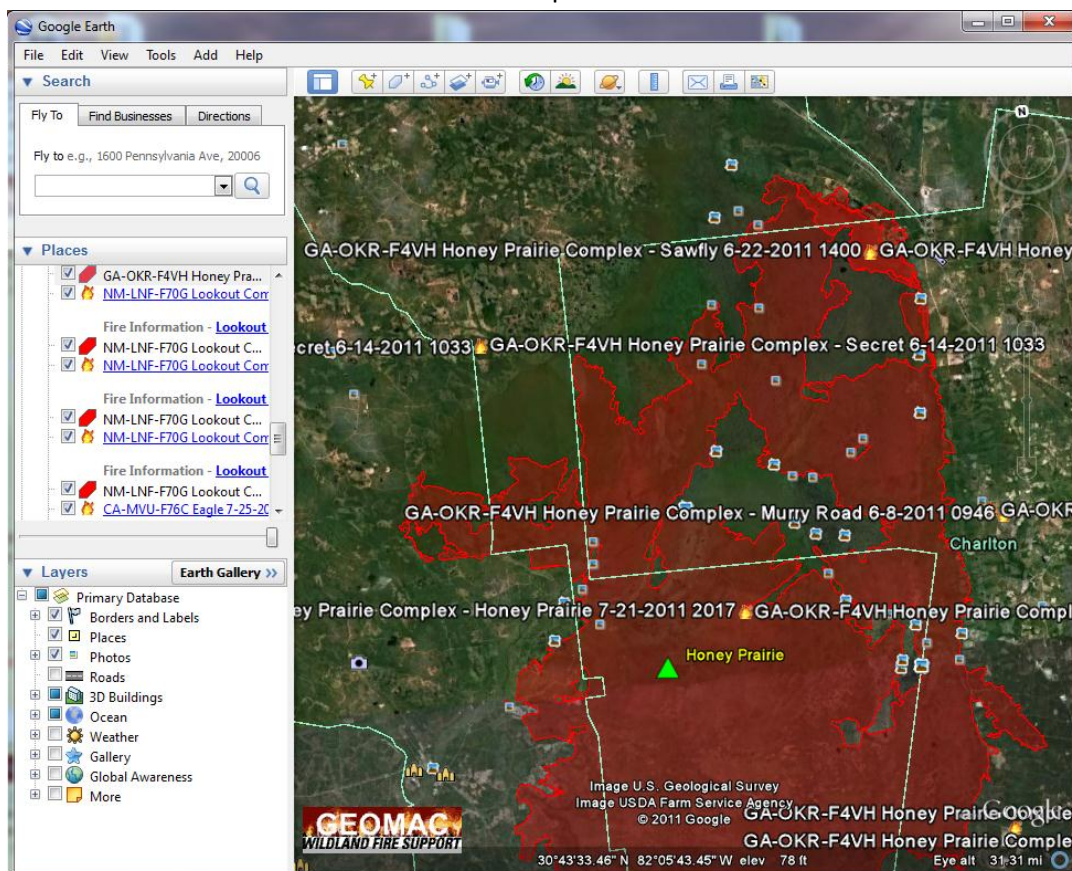 Google Earth
File Edit View Tools Add Help
Search
Fly To Find Businesses Directions
Fly to e.g., 1600 Pennsylvania Ave, 20006
Places
GA-OKR-F4VH Honey Pra...
NM-LNF-F70G Lookout Com
Fire Information - Lookout
NM-LNF-F70G Lookout C...
NM-LNF-F70G Lookout Com
Fire Information - Lookout
NM-LNF-F70G Lookout C...
NM-LNF-F70G Lookout Com
Fire Information - Lookout
NM-LNF-F70G Lookout C...
CA-MVU-F76C Eagle 7-25-20
Layers Earth Gallery >>
Primary Database
Borders and Labels
Places
Photos
Roads
3D Buildings
Ocean
Weather
Gallery
Global Awareness
More
N
GA-OKR-F4VH Honey Prairie Complex - Sawfly 6-22-2011 1400 GA-OKR-F4VH Honey
cret 6-14-2011 1033 GA-OKR-F4VH Honey Prairie Complex - Secret 6-14-2011 1033
GA-OKR-F4VH Honey Prairie Complex - Murry Road 6-8-2011 0946 GA-OKR
Charlton
ey Prairie Complex - Honey Prairie 7-21-2011 2017 GA-OKR-F4VH Honey Prairie Compl
Honey Prairie
Image U.S. Geological Survey
Image USDA Farm Service Agency
© 2011 Google
GA-OKR-F4VH Honey Prairie Comple
Google
GEOMAC
WILDLAND FIRE SUPPORT
GA-OKR-F4VH Honey Prairie Comple
30°43'33.46" N 82°05'43.45" W elev 78 ft Eye alt 31.31 mi